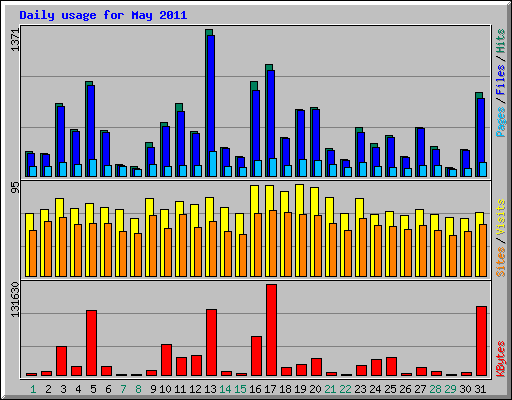 Daily usage for May 2011
1371
Pages / Files / Hits
95
Sites / Visits
131630
KBytes
1 2 3 4 5 6 7 8 9 10 11 12 13 14 15 16 17 18 19 20 21 22 23 24 25 26 27 28 29 30 31